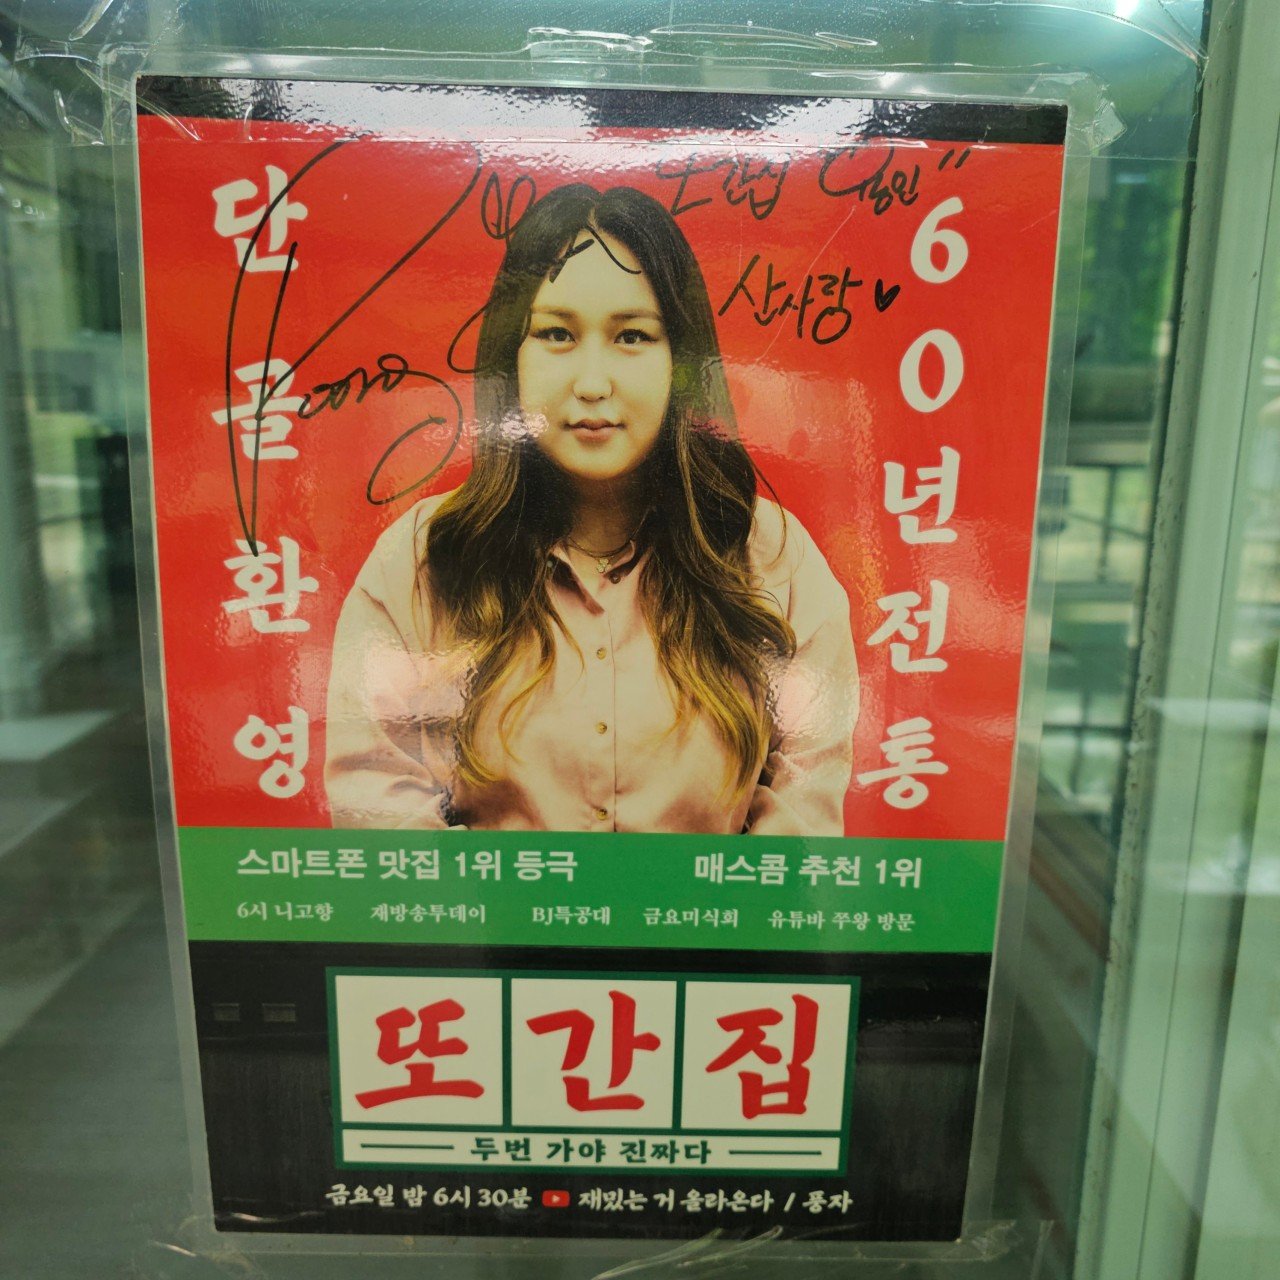 또간집 용인
산사랑♥
단골환영
60년전통
스마트폰 맛집 1위 등극 매스콤 추천 1위
6시 니고향 재방송투데이 BJ특공대 금요미식회 유튜바 쭈왕 방문
또간집
두번 가야 진짜다
금요일 밤 6시 30분 재밌는 거 올라온다 / 풍자